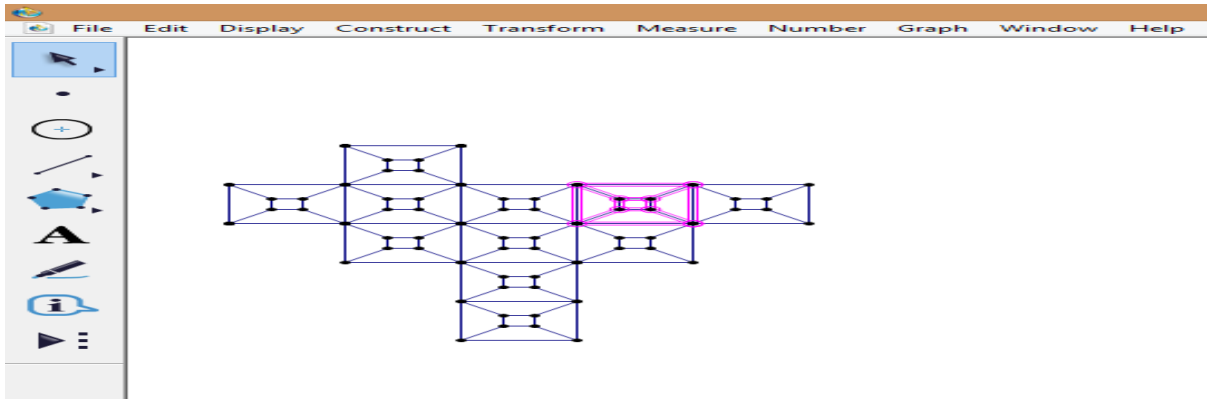 File Edit Display Construct Transform Measure Number Graph Window Help
A
i